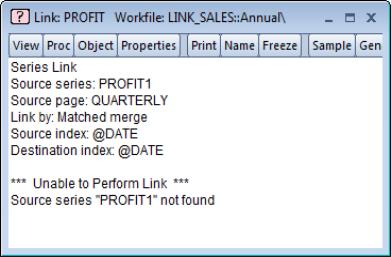 ? Link: PROFIT Workfile: LINK_SALES::Annual\
View Proc Object Properties Print Name Freeze Sample Gen
Series Link
Source series: PROFIT1
Source page: QUARTERLY
Link by: Matched merge
Source index: @DATE
Destination index: @DATE
*** Unable to Perform Link ***
Source series "PROFIT1" not found